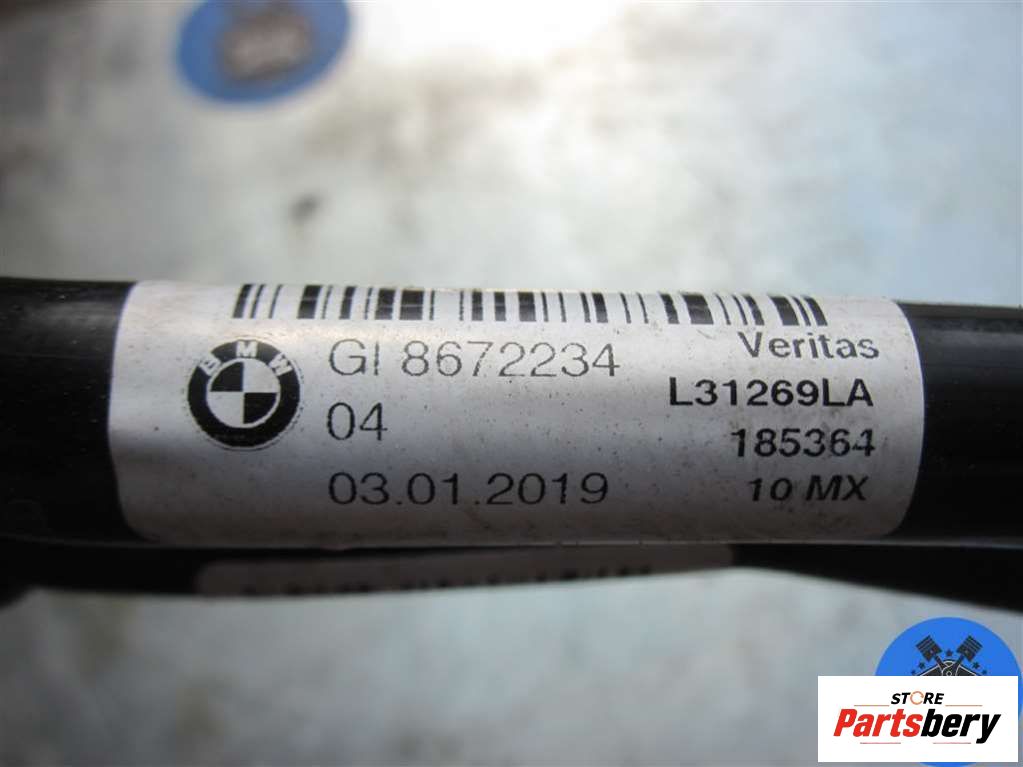 BMW
GI 8672234
04
03.01.2019
Veritas
L31269LA
185364
10 MX
STORE
Partsbery